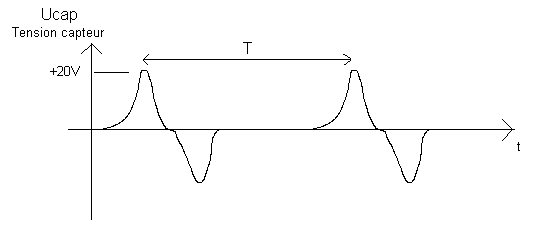 Ucap
Tension capteur
T
+20V
t